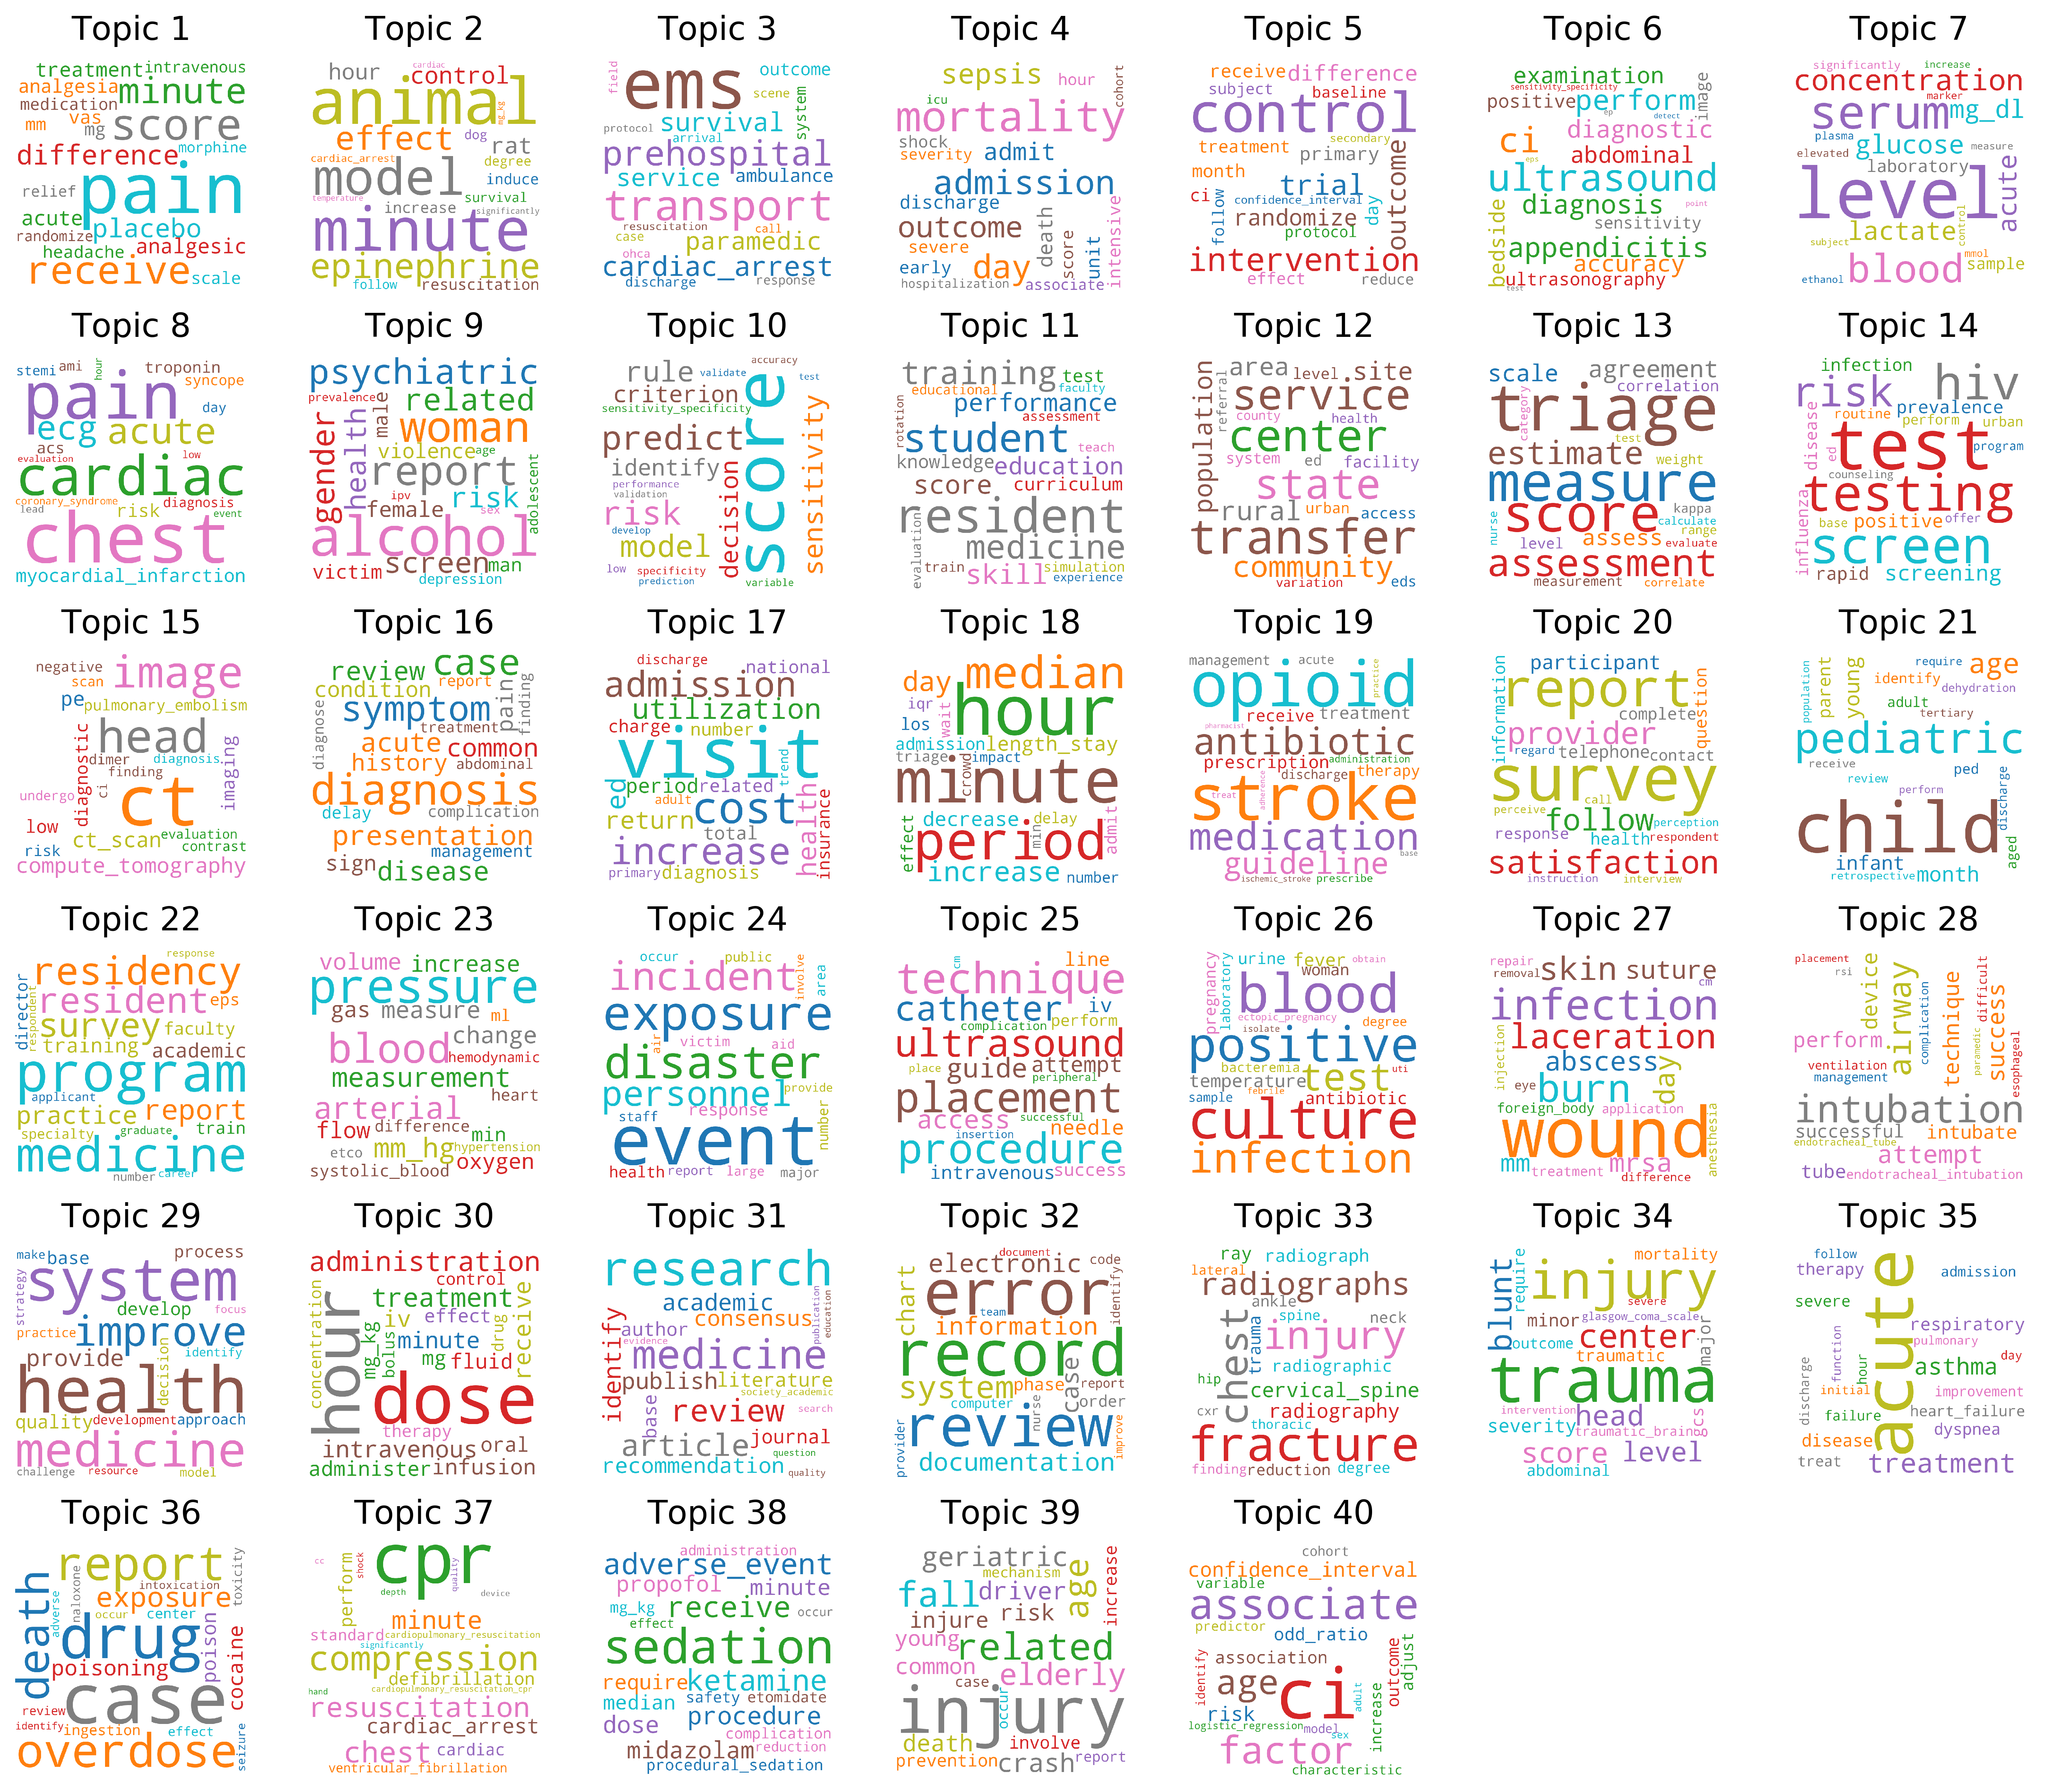 Topic 1
treatment intravenous
analgesia minute
medication
mm vas mg score
difference morphine
relief pain
acute placebo
randomize analgesic
headache
receive scale
Topic 2
cardiac
hour control
animal
effect dog mg_kg
cardiac_arrest rat
model degree
induce
temperature increase survival
significantly
minute
epinephrine
follow resuscitation
Topic 3
field ems outcome
scene
protocol survival system
arrival
prehospital
service ambulance
transport
resuscitation call
case paramedic
ohca
cardiac_arrest
discharge response
Topic 4
sepsis hour cohort
icu
mortality
shock
severity admit
admission
discharge
outcome death
severe score unit intensive
early day
hospitalization associate
Topic 5
receive difference
subject baseline
control
secondary
treatment primary
month trial outcome
ci confidence_interval
follow randomize day
protocol
intervention
effect reduce
Topic 6
examination
sensitivity_specificity
positive perform image
ep detect
ci diagnostic
abdominal
eps
ultrasound
bedside diagnosis point
sensitivity
appendicitis
accuracy
ultrasonography
test
Topic 7
significantly increase
concentration
marker
serum mg_dl
plasma glucose measure
elevated laboratory
level acute
lactate control
subject mmol
blood sample
ethanol
Topic 8
stemi ami hour troponin
syncope
pain day
ecg acute
acs
evaluation low
cardiac
coronary_syndrome diagnosis
lead risk event
chest
myocardial_infarction
Topic 9
psychiatric
prevalence male related
gender health woman
violence age
report adolescent
ipv risk
female sex
alcohol
victim screen man
depression
Topic 10
rule validate accuracy
criterion test
sensitivity_specificity
predict score sensitivity
identify
performance decision
validation
risk
develop
model
low specificity
prediction variable
Topic 11
training test
educational faculty
performance
rotation assessment
student teach
knowledge education
score curriculum
resident
evaluation medicine
train simulation
skill experience
Topic 12
population referral area level site
service
county health
center
system ed facility
state
rural urban access
transfer
community
variation eds
Topic 13
scale agreement
category correlation
triage
test
estimate weight
measure
nurse score kappa
calculate
range
level assess evaluate
assessment
measurement correlate
Topic 14
infection hiv
risk
disease routine prevalence
perform urban
ed test program
counseling
testing
influenza base positive offer
screen
rapid screening
Topic 15
negative image
scan
pe pulmonary_embolism
diagnostic head imaging
dimer diagnosis
finding
undergo ci ct
low
ct_scan evaluation
risk contrast
compute_tomography
Topic 16
review case
condition report
symptom pain finding
diagnose treatment
acute common
history abdominal
diagnosis
delay complication
presentation
management
sign disease
Topic 17
discharge national
admission
utilization
charge number
visit trend
ed period related
adult cost health insurance
return total
increase
primary diagnosis
Topic 18
day median
iqr hour
los wait
admission length_stay
triage crowd impact
minute
decrease min delay admit
effect period
increase number
Topic 19
management acute practice
opioid
receive treatment
pharmacist
antibiotic
prescription administration
discharge therapy
treat adherence
stroke
medication
guideline base
ischemic_stroke prescribe
Topic 20
information participant
report question
complete
provider
regard telephone contact
survey
call
perceive follow perception
response health respondent
satisfaction
instruction interview
Topic 21
population parent young require age
identify
dehydration
adult
tertiary
pediatric
receive ped discharge
review
perform
child
infant aged
retrospective month
Topic 22
response
director residency
respondent resident eps
survey faculty
training academic
program
applicant
practice report
specialty graduate train
medicine
number career
Topic 23
volume increase
pressure
gas measure ml
change
blood hemodynamic
measurement
arterial heart
flow difference min
etco mm_hg hypertension
systolic_blood oxygen
Topic 24
occur public
incident involve area
exposure
air victim aid
disaster
personnel provide
staff response number
event
health report large major
Topic 25
cm line
technique
catheter iv
complication perform
ultrasound
place guide attempt
peripheral
placement
access successful
insertion needle
procedure
intravenous success
Topic 26
pregnancy urine fever obtain
laboratory woman
blood
ectopic_pregnancy
isolate degree
positive
bacteremia uti
temperature test
sample febrile antibiotic
culture
infection
Topic 27
repair skin suture
removal cm
infection
injection laceration
abscess day
eye burn
foreign_body application
wound anesthesia
mm mrsa
treatment difference
Topic 28
placement device difficult
rsi airway complication technique success
perform paramedic
ventilation esophageal
management
intubation
successful intubate
endotracheal_tube
attempt
tube endotracheal_intubation
Topic 29
make base process
strategy system
develop focus
practice improve
provide decision identify
health
quality development approach
medicine
challenge resource model
Topic 30
administration
concentration control
hour treatment receive
mg_kg iv effect drug
bolus minute
mg fluid
dose
therapy
intravenous oral
administer infusion
Topic 31
research
identify academic publication education
author consensus
evidence
medicine
publish literature
base society_academic
review search
article journal
question
recommendation quality
Topic 32
document
chart electronic code identify
error
team
information
record
system phase case report
computer nurse order
provider review improve
documentation
Topic 33
ray radiograph
lateral
radiographs
ankle
chest trauma spine neck
injury
radiographic
hip cervical_spine
cxr radiography
thoracic
fracture
finding reduction degree
Topic 34
blunt require mortality
injury
severe
minor glasgow_coma_scale major
center
outcome traumatic
trauma
intervention head gcs
severity traumatic_brain
score level
abdominal
Topic 35
follow acute admission
therapy
severe
respiratory
function pulmonary
hour asthma day
discharge initial improvement
failure heart_failure
disease dyspnea
treat treatment
Topic 36
death report toxicity
naloxone intoxication
adverse exposure
occur center
drug poison cocaine
poisoning
case
review
identify ingestion effect seizure
overdose
Topic 37
cc perform shock cpr quality
depth device
minute
standard cardiopulmonary_resuscitation
significantly
compression
defibrillation
hand cardiopulmonary_resuscitation_cpr
resuscitation
cardiac_arrest
chest cardiac
ventricular_fibrillation
Topic 38
administration
adverse_event
propofol minute
mg_kg receive occur
effect
sedation
require ketamine
median safety etomidate
dose procedure
complication
midazolam reduction
procedural_sedation
Topic 39
geriatric age increase
mechanism
fall driver
injure risk
young related
common elderly
case occur
injury
death involve
prevention crash report
Topic 40
cohort
confidence_interval
variable
associate
predictor odd_ratio
identify association outcome adjust
age ci adult increase
risk
logistic_regression model
sex
factor
characteristic